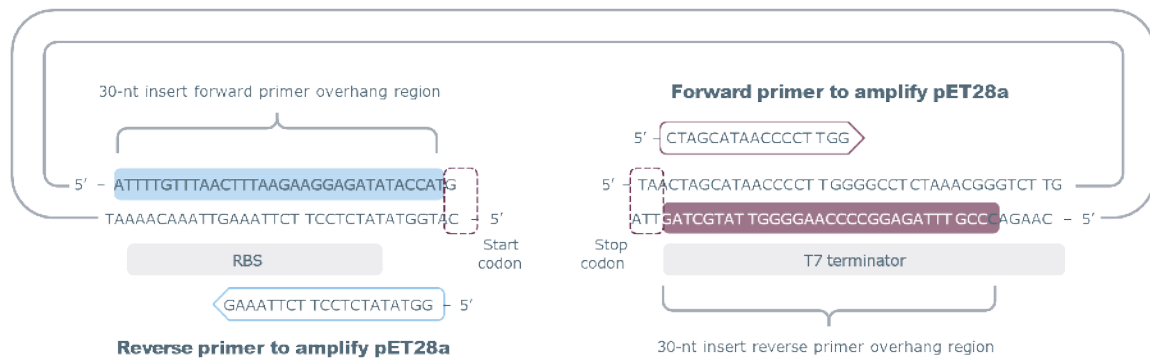 30-nt insert forward primer overhang region
Forward primer to amplify pET28a
5′ – CTAGCATAACCCCTTGG
5′ – ATTTTGTTTAACTTTAAGAAGGAGATATACCATG
5′ – TAACTAGCATAACCCCTTGGGGCCTCTAAACGGGTCTTG
TAAAACAAATTGAAATTCTTCCTCTATATGGTAC – 5′
ATTGATCGTATTGGGGAACCCCGGAGATTTGCCCAGAAC – 5′
RBS
Start
codon
Stop
codon
T7 terminator
GAAATTCTTCCTCTATATGG – 5′
Reverse primer to amplify pET28a
30-nt insert reverse primer overhang region